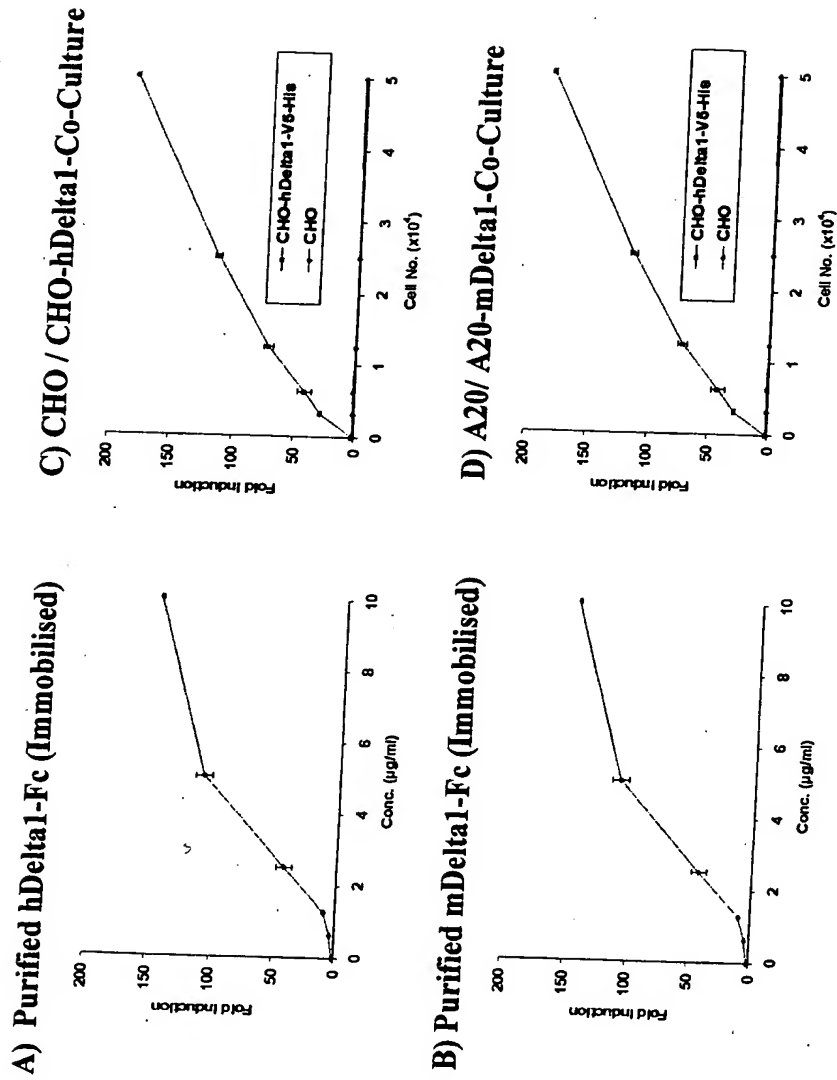 A) Purified hDelta1-Fc (Immobilised)
200
150
100
50
0
Fold Induction
0 2 4 6 8 10
Conc. (µg/ml)
B) Purified mDelta1-Fc (Immobilised)
200
150
100
50
0
Fold Induction
0 2 4 6 8 10
Conc. (µg/ml)
C) CHO / CHO-hDelta1-Co-Culture
200
150
100
50
0
Fold Induction
CHO-hDelta1-V5-His
CHO
0 1 2 3 4 5
Cell No. (x10⁴)
D) A20/ A20-mDelta1-Co-Culture
200
150
100
50
0
Fold Induction
CHO-hDelta1-V5-His
CHO
0 1 2 3 4 5
Cell No. (x10⁴)